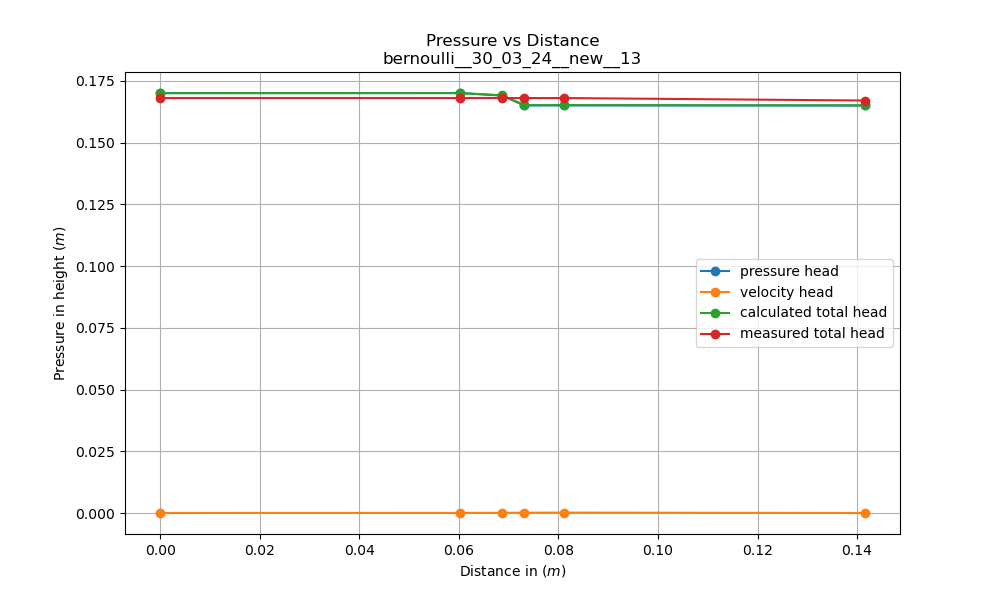 Pressure vs Distance
bernoulli__30_03_24__new__13
Pressure in height (m)
0.175
0.150
0.125
0.100
0.075
0.050
0.025
0.000
pressure head
velocity head
calculated total head
measured total head
0.00 0.02 0.04 0.06 0.08 0.10 0.12 0.14
Distance in (m)